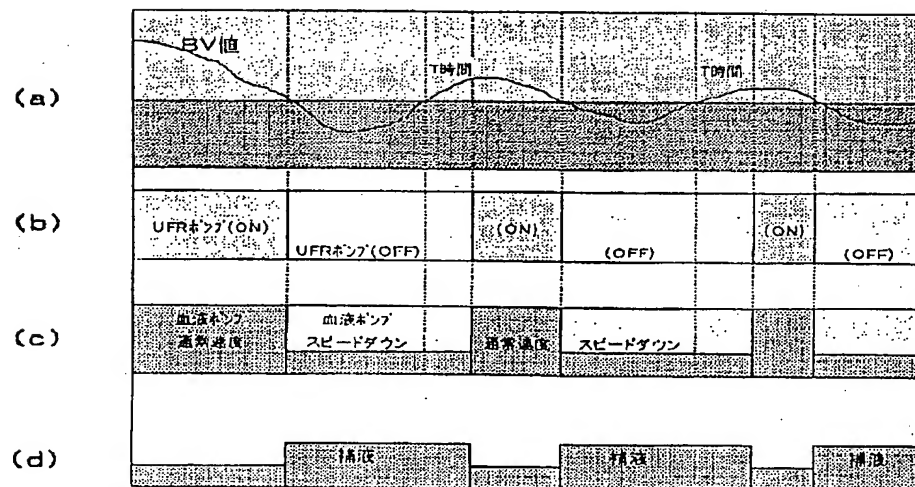 BV値
T時間
T時間
(a)
(b)
UFRポンプ(ON)
UFRポンプ(OFF)
(ON)
(OFF)
(ON)
(OFF)
(c)
血液ポンプ
通常速度
血液ポンプ
スピードダウン
通常速度
スピードダウン
(d)
補液
補液
補液